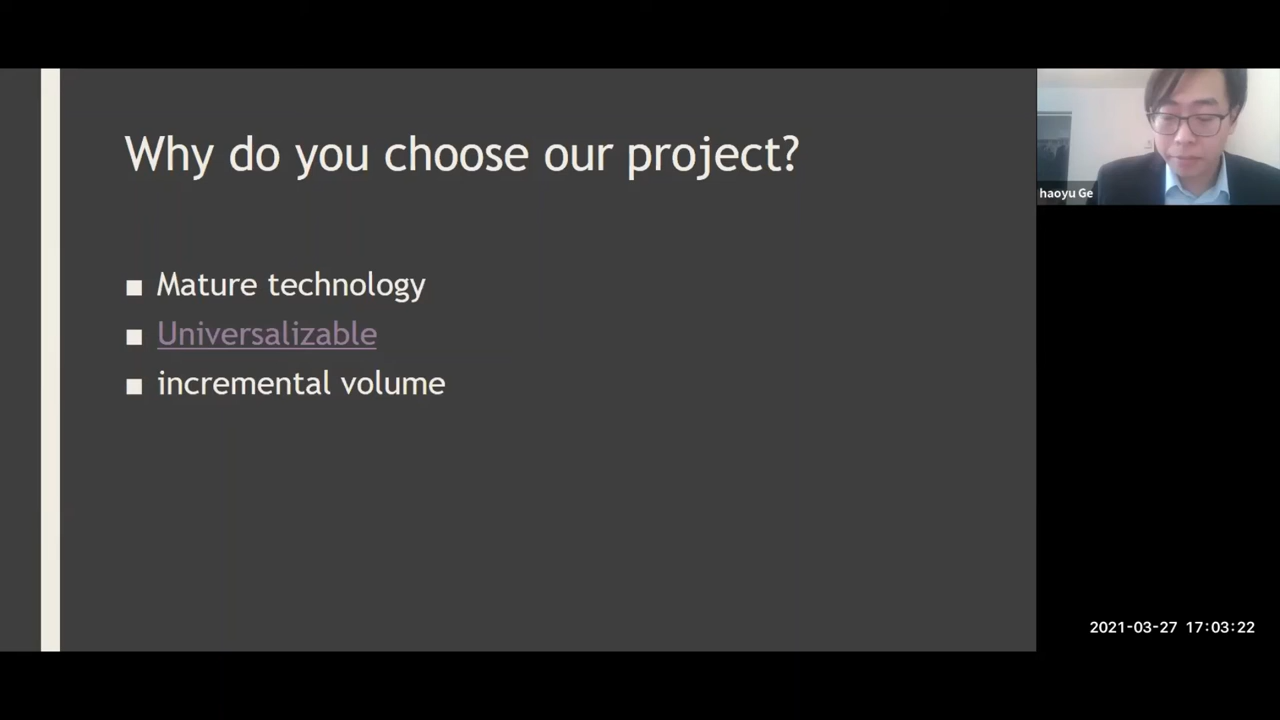 Why do you choose our project?
Mature technology
Universalizable
incremental volume
haoyu Ge
2021-03-27 17:03:22